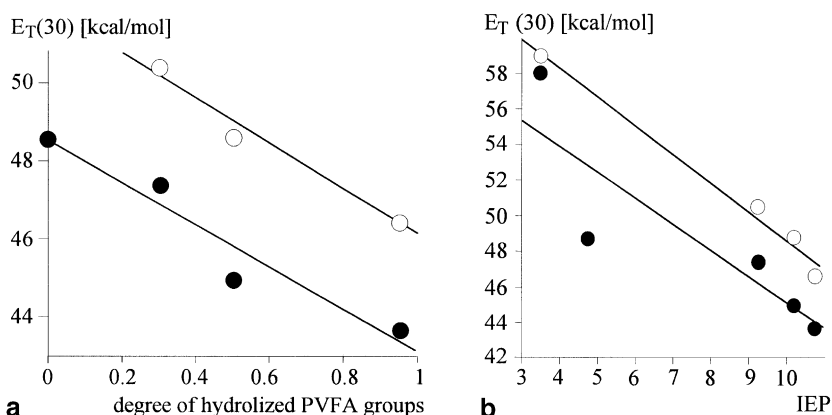 E_T(30) [kcal/mol]
50
48
46
44
0 0.2 0.4 0.6 0.8 1
degree of hydrolized PVFA groups
a
E_T (30) [kcal/mol]
58
56
54
52
50
48
46
44
42
3 4 5 6 7 8 9 10
IEP
b